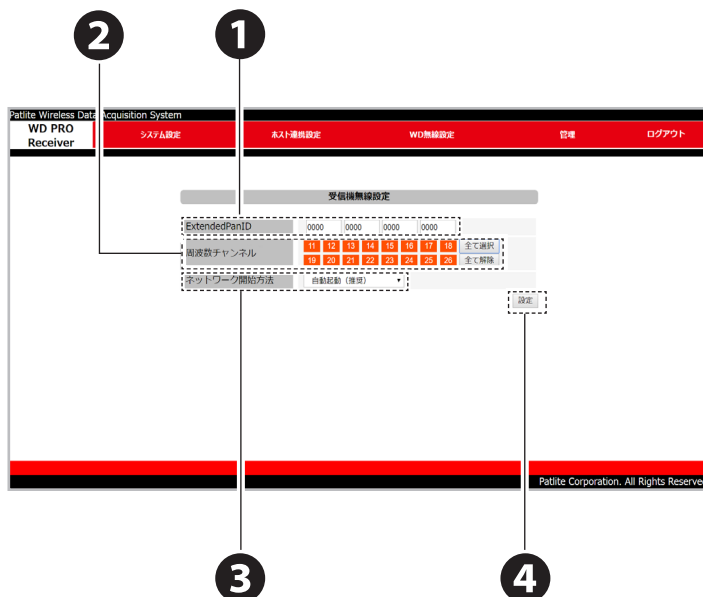 2 1
Patlite Wireless Data Acquisition System
WD PRO Receiver
システム設定 ホスト連携設定 WD無線設定 管理 ログアウト
受信機無線設定
ExtendedPanID 0000 0000 0000 0000
周波数チャンネル 11 12 13 14 15 16 17 18 全て選択
19 20 21 22 23 24 25 26 全て解除
ネットワーク開始方法 自動起動（推奨）
設定
Patlite Corporation. All Rights Reserve
3 4